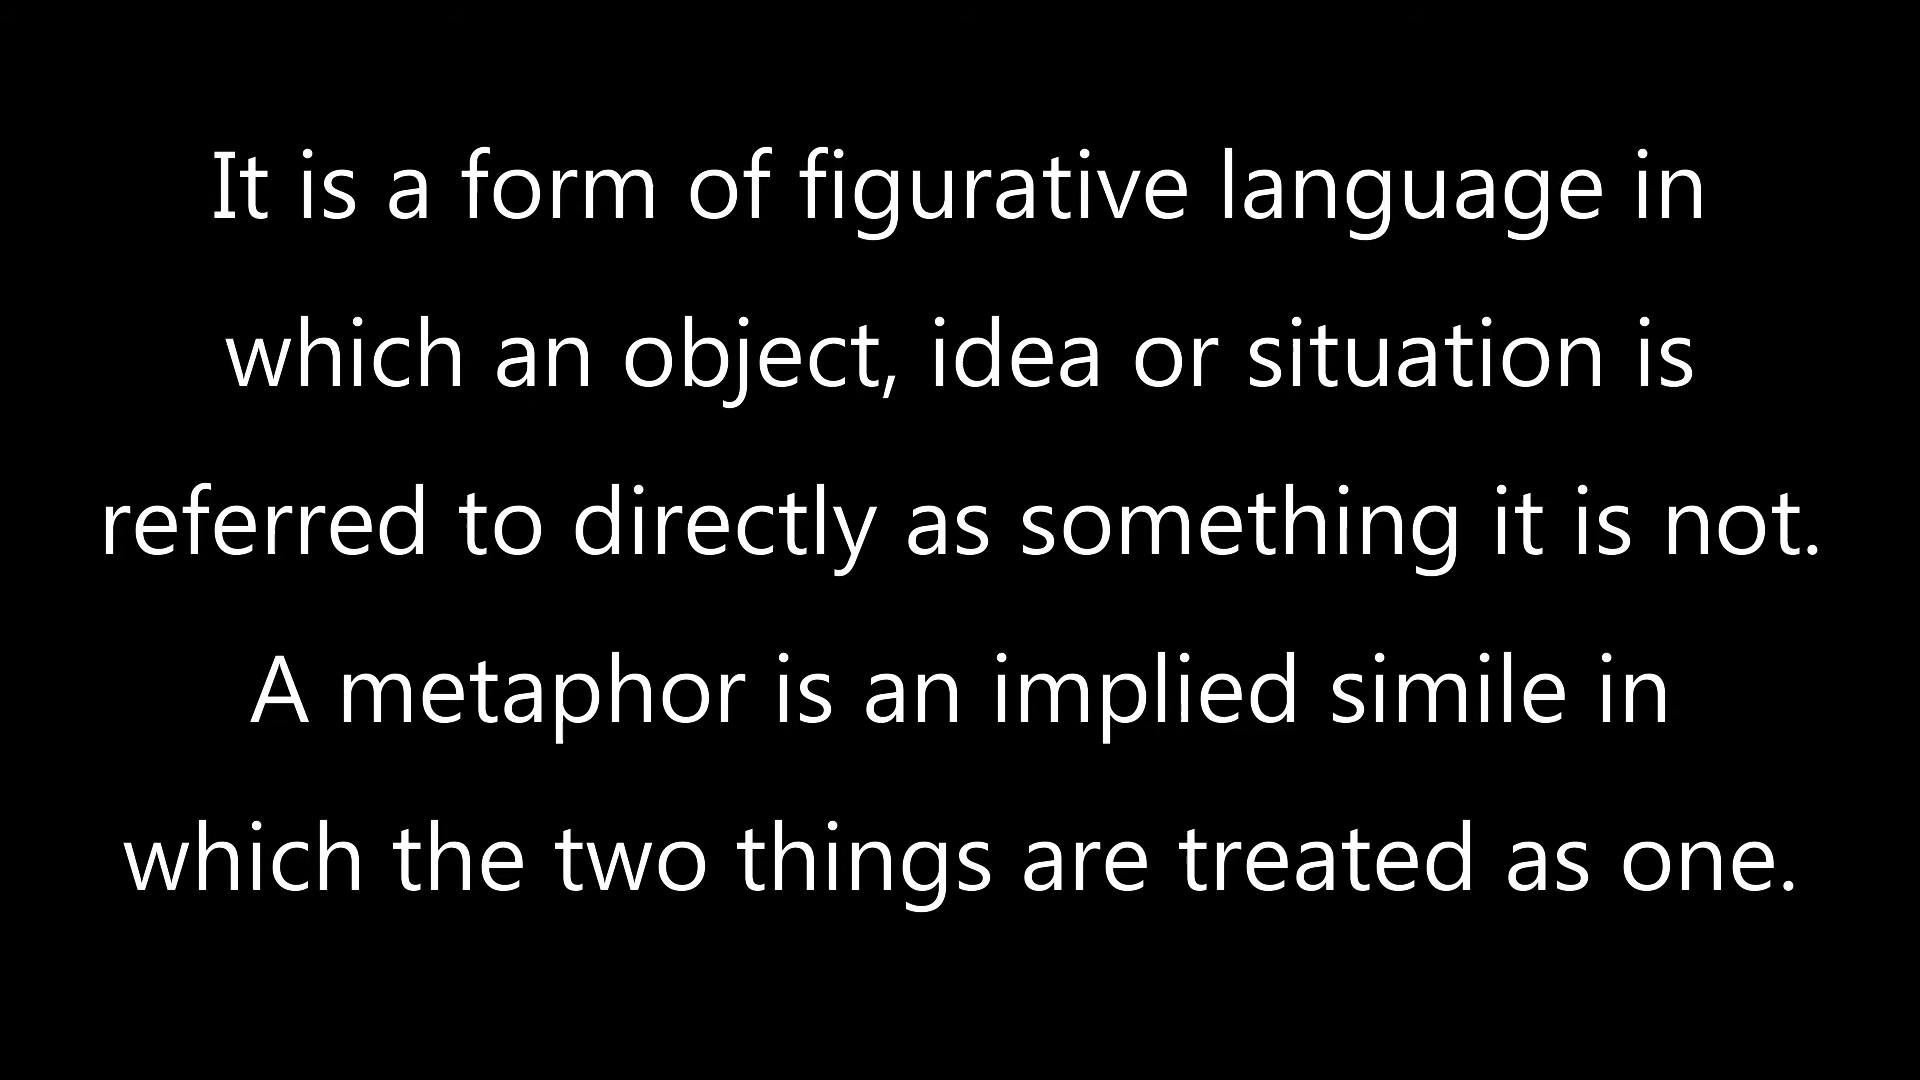 It is a form of figurative language in
which an object, idea or situation is
referred to directly as something it is not.
A metaphor is an implied simile in
which the two things are treated as one.